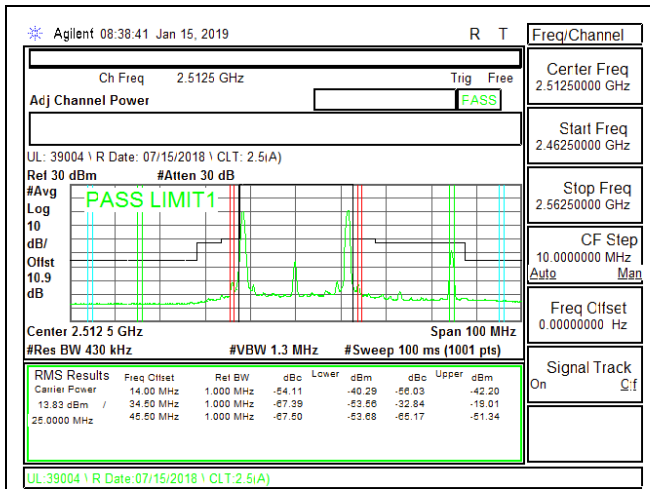 Agilent 08:38:41 Jan 15, 2019 R T
Ch Freq 2.5125 GHz Trig Free
Adj Channel Power PASS
UL: 39004 \ R Date: 07/15/2018 \ CLT: 2.5(A)
Ref 30 dBm #Atten 30 dB
#Avg
Log
10
dB/
Offst
10.9
dB
PASS LIMIT1
Center 2.512 5 GHz Span 100 MHz
#Res BW 430 kHz #VBW 1.3 MHz #Sweep 100 ms (1001 pts)
RMS Results Freq Offset Ref BW dBc Lower dBm dBc Upper dBm
Carrier Power 14.00 MHz 1.000 MHz -54.11 -40.29 -56.03 -42.20
13.83 dBm / 34.50 MHz 1.000 MHz -67.39 -53.56 -32.84 -19.01
25.0000 MHz 45.50 MHz 1.000 MHz -67.50 -53.68 -65.17 -51.34
UL:39004 \ R Date:07/15/2018 \ CLT:2.5(A)
Freq/Channel
Center Freq
2.51250000 GHz
Start Freq
2.46250000 GHz
Stop Freq
2.56250000 GHz
CF Step
10.0000000 MHz
Auto Man
Freq Offset
0.00000000 Hz
Signal Track
On Off